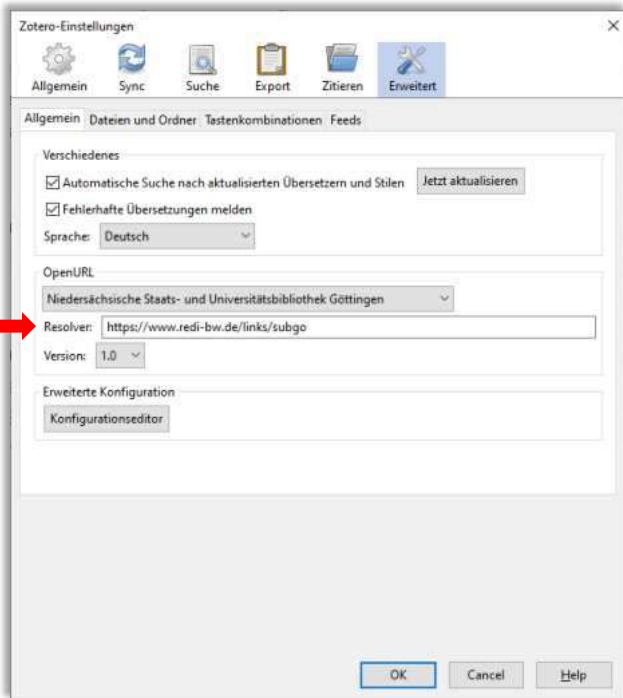 Zotero-Einstellungen
Allgemein Sync Suche Export Zitieren Erweitert
Allgemein Dateien und Ordner Tastenkombinationen Feeds
Verschiedenes
Automatische Suche nach aktualisierten Übersetzern und Stilen Jetzt aktualisieren
Fehlerhafte Übersetzungen melden
Sprache: Deutsch
OpenURL
Niedersächsische Staats- und Universitätsbibliothek Göttingen
Resolver: https://www.redi-bw.de/links/subgo
Version: 1.0
Erweiterte Konfiguration
Konfigurationseditor
OK Cancel Help